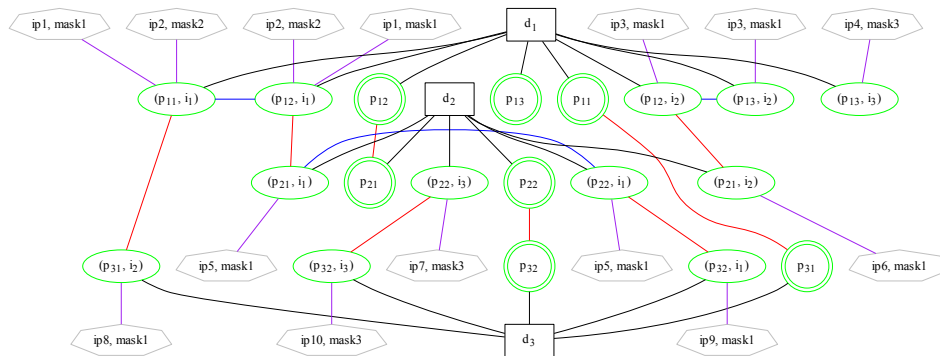 ip1, mask1
ip2, mask2
ip2, mask2
ip1, mask1
d1
ip3, mask1
ip3, mask1
ip4, mask3
(p11, i1)
(p12, i1)
p12
d2
p13
p11
(p12, i2)
(p13, i2)
(p13, i3)
(p21, i1)
p21
(p22, i3)
p22
(p22, i1)
(p21, i2)
(p31, i2)
ip5, mask1
(p32, i3)
ip7, mask3
p32
ip5, mask1
(p32, i1)
p31
ip6, mask1
ip8, mask1
ip10, mask3
d3
ip9, mask1